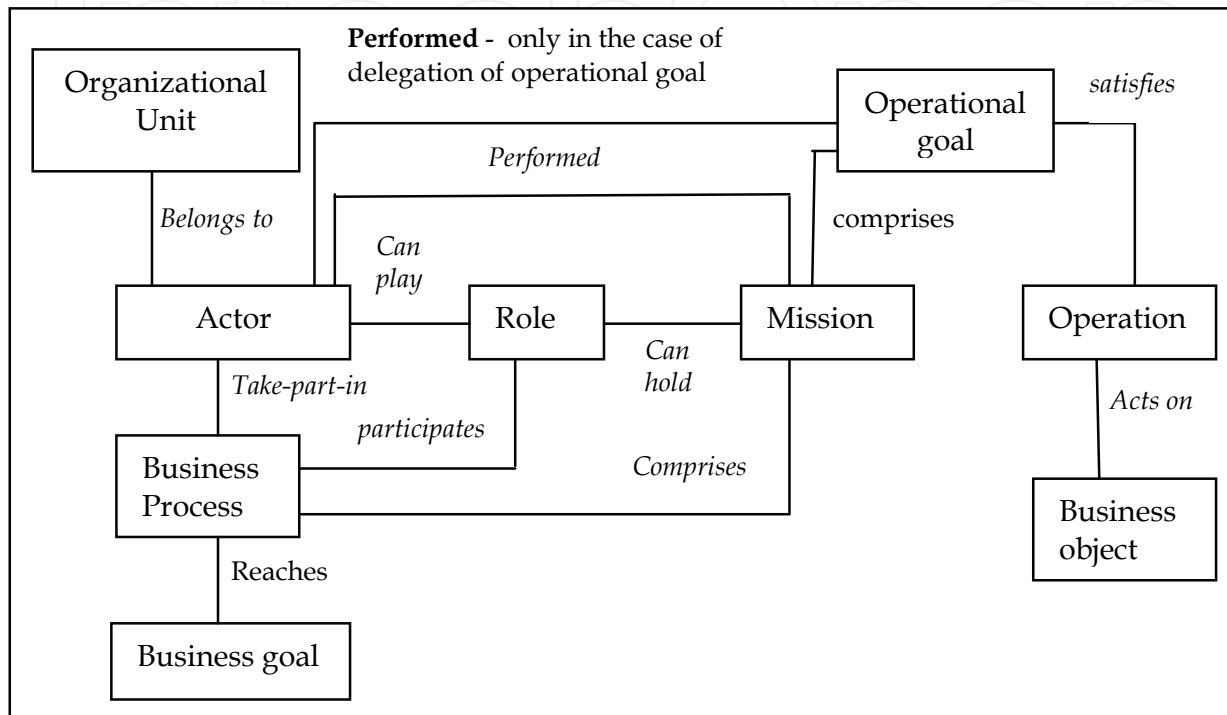 Performed - only in the case of
delegation of operational goal
Organizational
Unit
Operational
goal
satisfies
Performed
Belongs to
comprises
Can
play
Actor
Role
Mission
Operation
Can
hold
Take-part-in
participates
Acts on
Business
Process
Comprises
Business
object
Reaches
Business goal